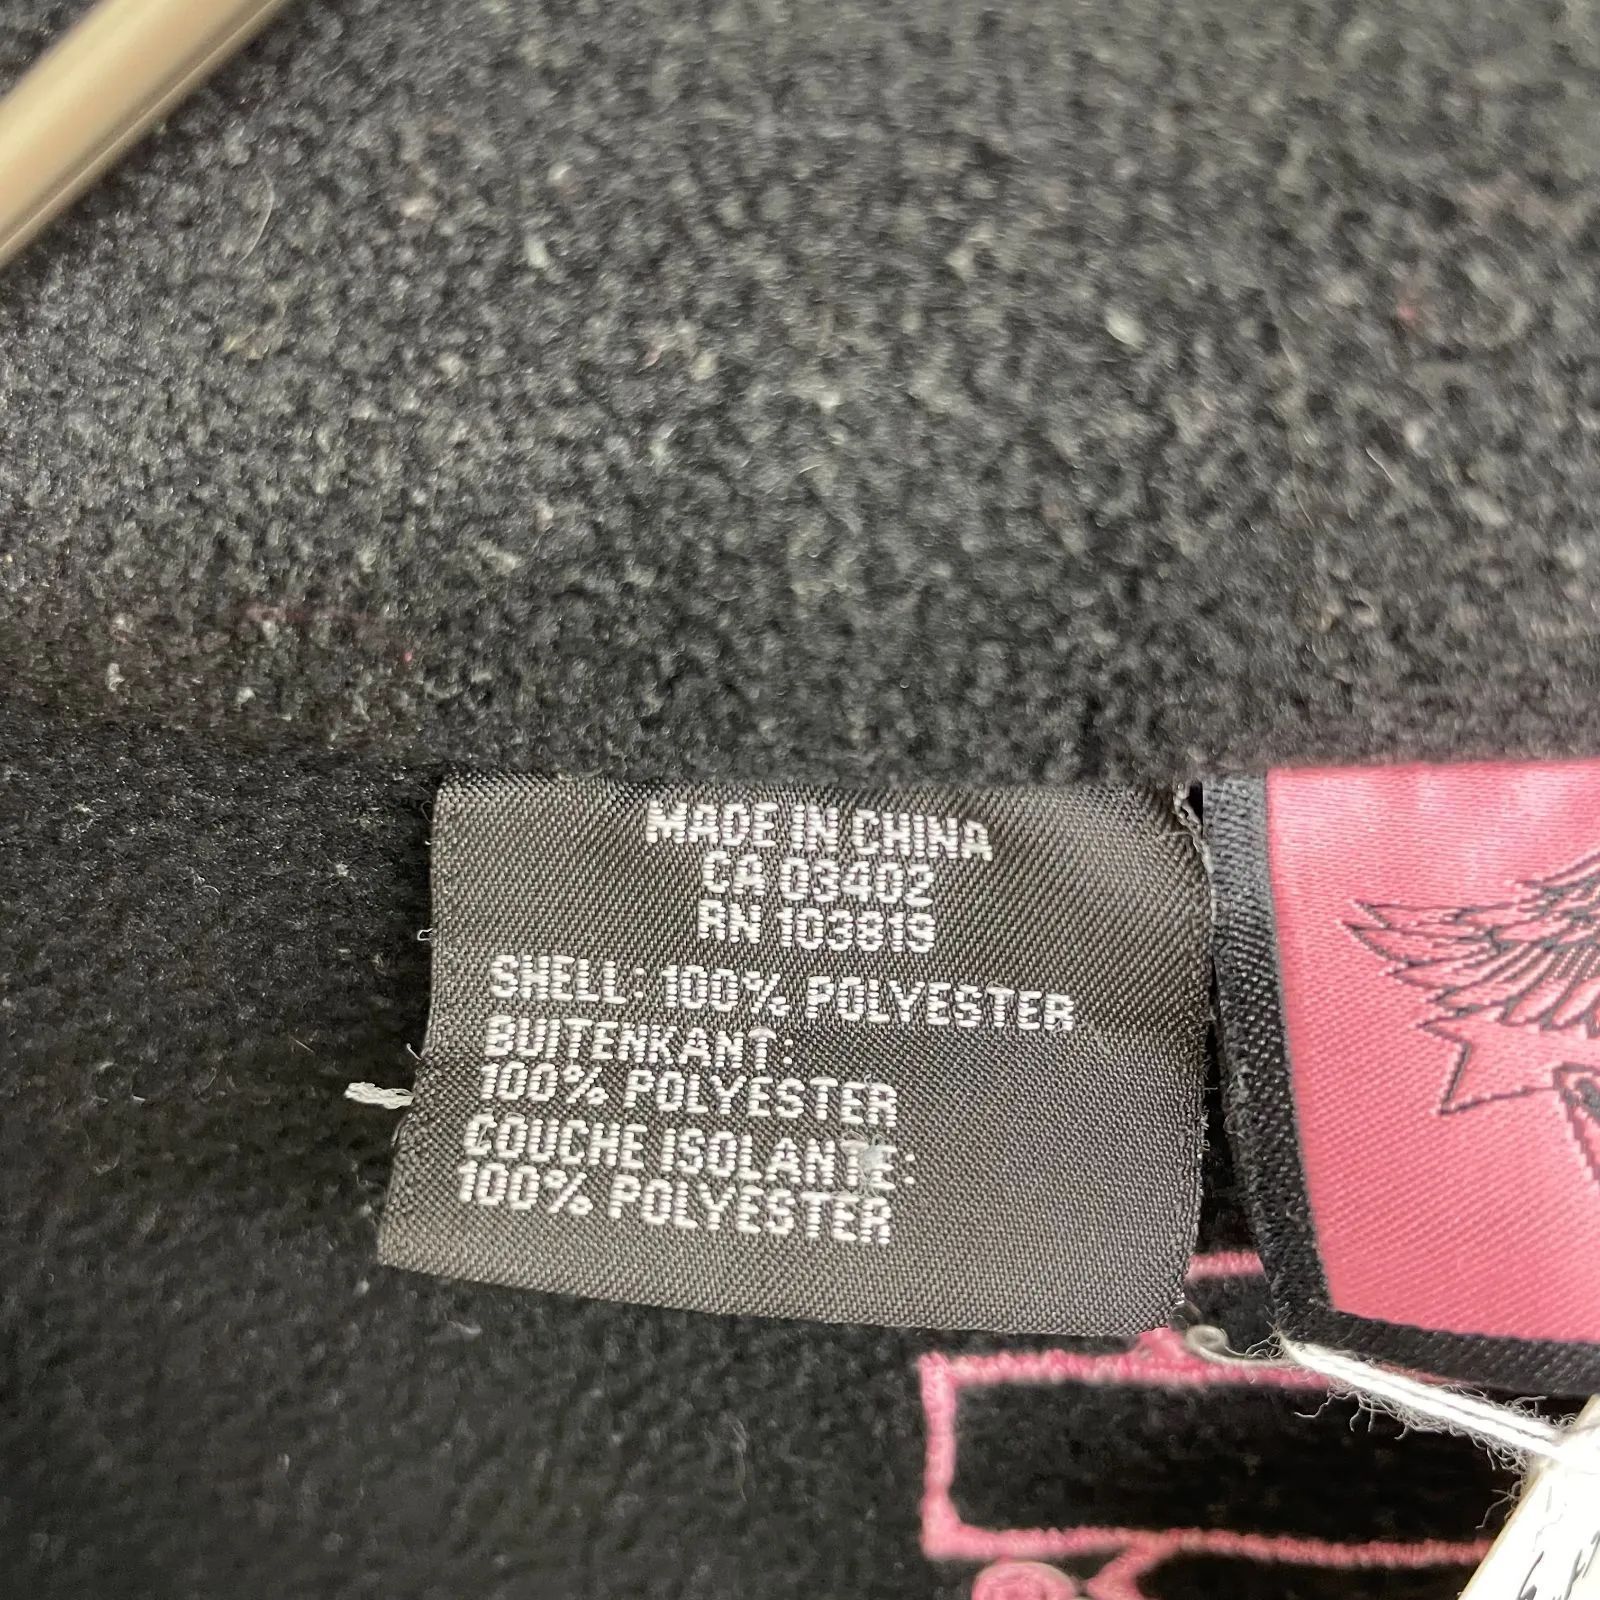 MADE IN CHINA
CA 03402
RN 103819
SHELL: 100% POLYESTER
BUITENKANT:
100% POLYESTER
COUCHE ISOLANTE:
100% POLYESTER